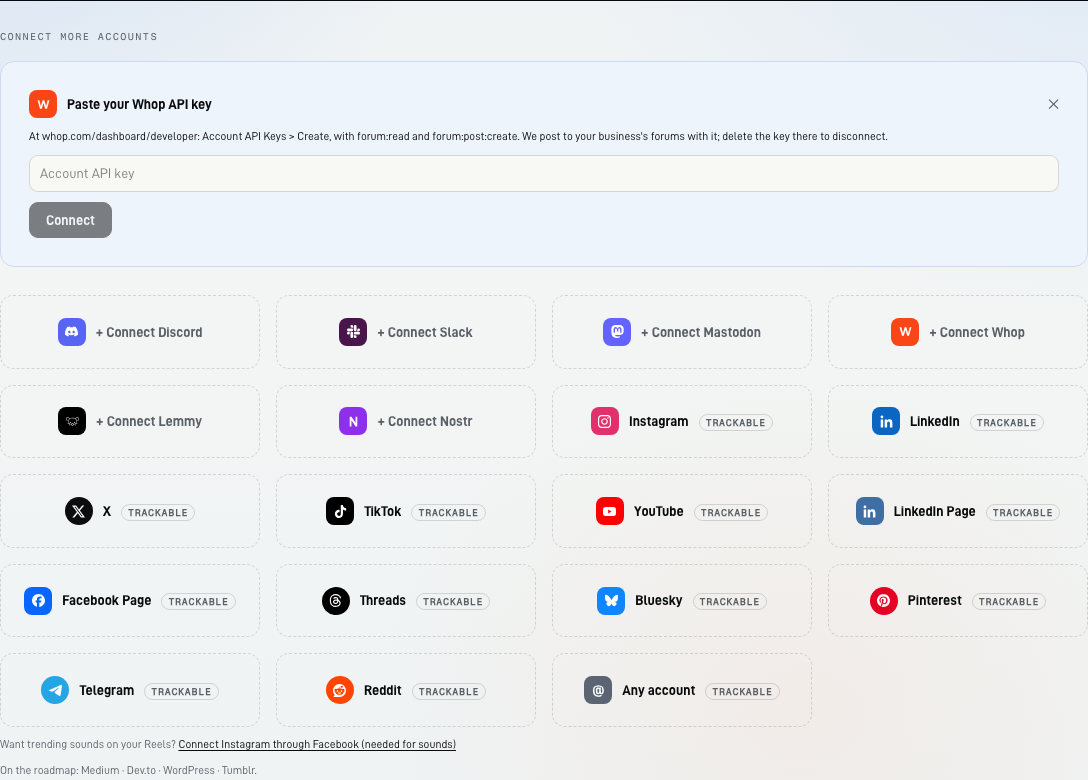 CONNECT MORE ACCOUNTS
W Paste your Whop API key
At whop.com/dashboard/developer: Account API Keys > Create, with forum:read and forum:post:create. We post to your business's forums with it; delete the key there to disconnect.
Account API key
Connect
+ Connect Discord
+ Connect Slack
+ Connect Mastodon
W + Connect Whop
+ Connect Lemmy
N + Connect Nostr
Instagram TRACKABLE
in LinkedIn TRACKABLE
X TRACKABLE
TikTok TRACKABLE
YouTube TRACKABLE
in LinkedIn Page TRACKABLE
Facebook Page TRACKABLE
Threads TRACKABLE
Bluesky TRACKABLE
Pinterest TRACKABLE
Telegram TRACKABLE
Reddit TRACKABLE
@ Any account TRACKABLE
Want trending sounds on your Reels? Connect Instagram through Facebook (needed for sounds)
On the roadmap: Medium · Dev.to · WordPress · Tumblr.